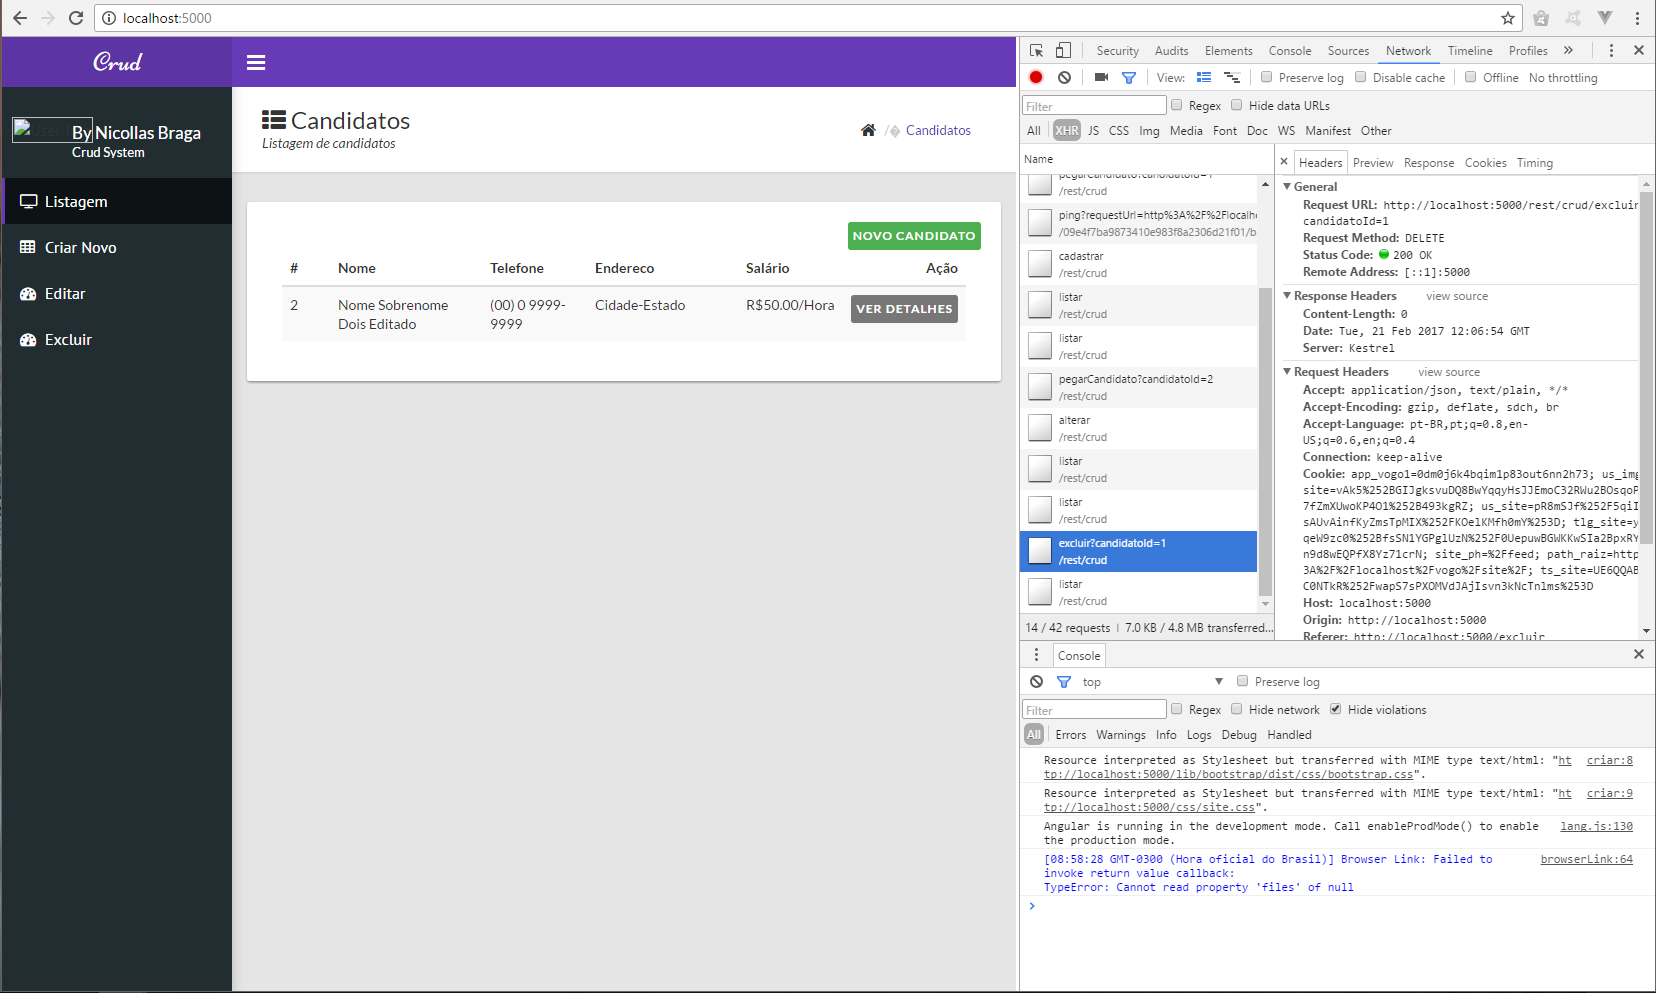 localhost:5000
Crud
By Nicollas Braga
Crud System
Listagem
Criar Novo
Editar
Excluir
Candidatos
Listagem de candidatos
/ Candidatos
NOVO CANDIDATO
# Nome Telefone Endereco Salário Ação
2 Nome Sobrenome (00) 0 9999- Cidade-Estado R$50.00/Hora VER DETALHES
Dois Editado 9999
Security Audits Elements Console Sources Network Timeline Profiles »
View: Preserve log Disable cache Offline No throttling
Filter Regex Hide data URLs
All XHR JS CSS Img Media Font Doc WS Manifest Other
Name
pegarCandidato?candidatoId=1
/rest/crud
ping?requestUrl=http%3A%2F%2Flocalh
/09e4f7ba9873410e983f8a2306d21f01/b
cadastrar
/rest/crud
listar
/rest/crud
listar
/rest/crud
pegarCandidato?candidatoId=2
/rest/crud
alterar
/rest/crud
listar
/rest/crud
listar
/rest/crud
excluir?candidatoId=1
/rest/crud
listar
/rest/crud
14 / 42 requests | 7.0 KB / 4.8 MB transferred...
Headers Preview Response Cookies Timing
General
Request URL: http://localhost:5000/rest/crud/excluir
candidatoId=1
Request Method: DELETE
Status Code: 200 OK
Remote Address: [::1]:5000
Response Headers view source
Content-Length: 0
Date: Tue, 21 Feb 2017 12:06:54 GMT
Server: Kestrel
Request Headers view source
Accept: application/json, text/plain, */*
Accept-Encoding: gzip, deflate, sdch, br
Accept-Language: pt-BR,pt;q=0.8,en-
US;q=0.6,en;q=0.4
Connection: keep-alive
Cookie: app_vogo1=0dm0j6k4bqim1p83out6nn2h73; us_img
site=vAk5%252BGIJgksvuDQ8BwYqqyHsJJEmoC32RWu2BOsqoP
7fZmXUwoKP4O1%252B493kgRZ; us_site=pR8mSJf%252F5qiI
sAUvAinfKyZmsTpMIX%252FKOelKMfh0mY%253D; tlg_site=y
qeW9zc0%252BfsSN1YGPglUzN%252F0UepuwBGWKKwSIa2BpxRY
n9d8wEQPfX8Yz71crN; site_ph=%2Ffeed; path_raiz=http
3A%2F%2Flocalhost%2Fvogo%2Fsite%2F; ts_site=UE6QQAB
C0NTkR%252FwapS7sPXOMVdJAjIsvn3kNcTnlms%253D
Host: localhost:5000
Origin: http://localhost:5000
Referer: http://localhost:5000/excluir
Console
top Preserve log
Filter Regex Hide network Hide violations
All Errors Warnings Info Logs Debug Handled
Resource interpreted as Stylesheet but transferred with MIME type text/html: "ht criar:8
tp://localhost:5000/lib/bootstrap/dist/css/bootstrap.css".
Resource interpreted as Stylesheet but transferred with MIME type text/html: "ht criar:9
tp://localhost:5000/css/site.css".
Angular is running in the development mode. Call enableProdMode() to enable lang.js:130
the production mode.
[08:58:28 GMT-0300 (Hora oficial do Brasil)] Browser Link: Failed to browserLink:64
invoke return value callback:
TypeError: Cannot read property 'files' of null